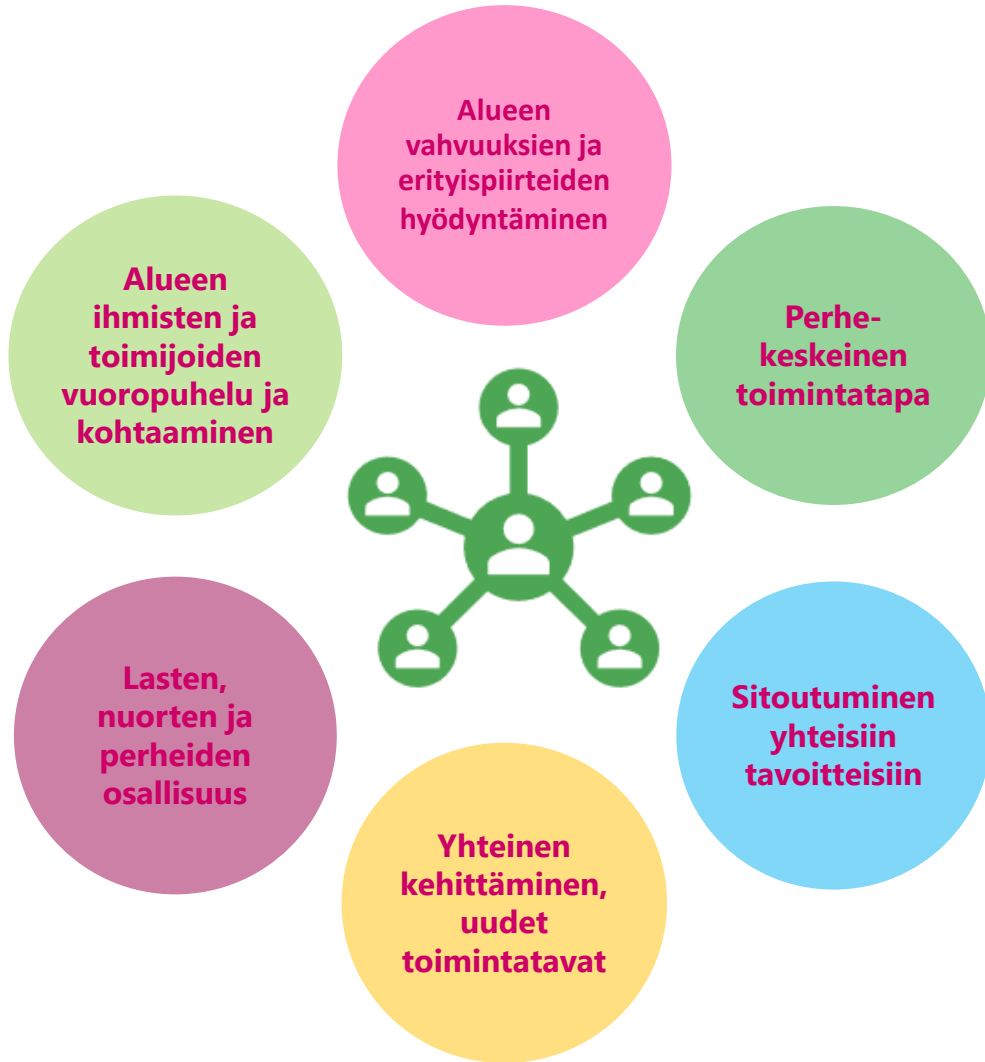 Alueen
vahvuuksien ja
erityispiirteiden
hyödyntäminen
Perhe-
keskeinen
toimintatapa
Sitoutuminen
yhteisiin
tavoitteisiin
Yhteinen
kehittäminen,
uudet
toimintatavat
Lasten,
nuorten ja
perheiden
osallisuus
Alueen
ihmisten ja
toimijoiden
vuoropuhelu ja
kohtaaminen